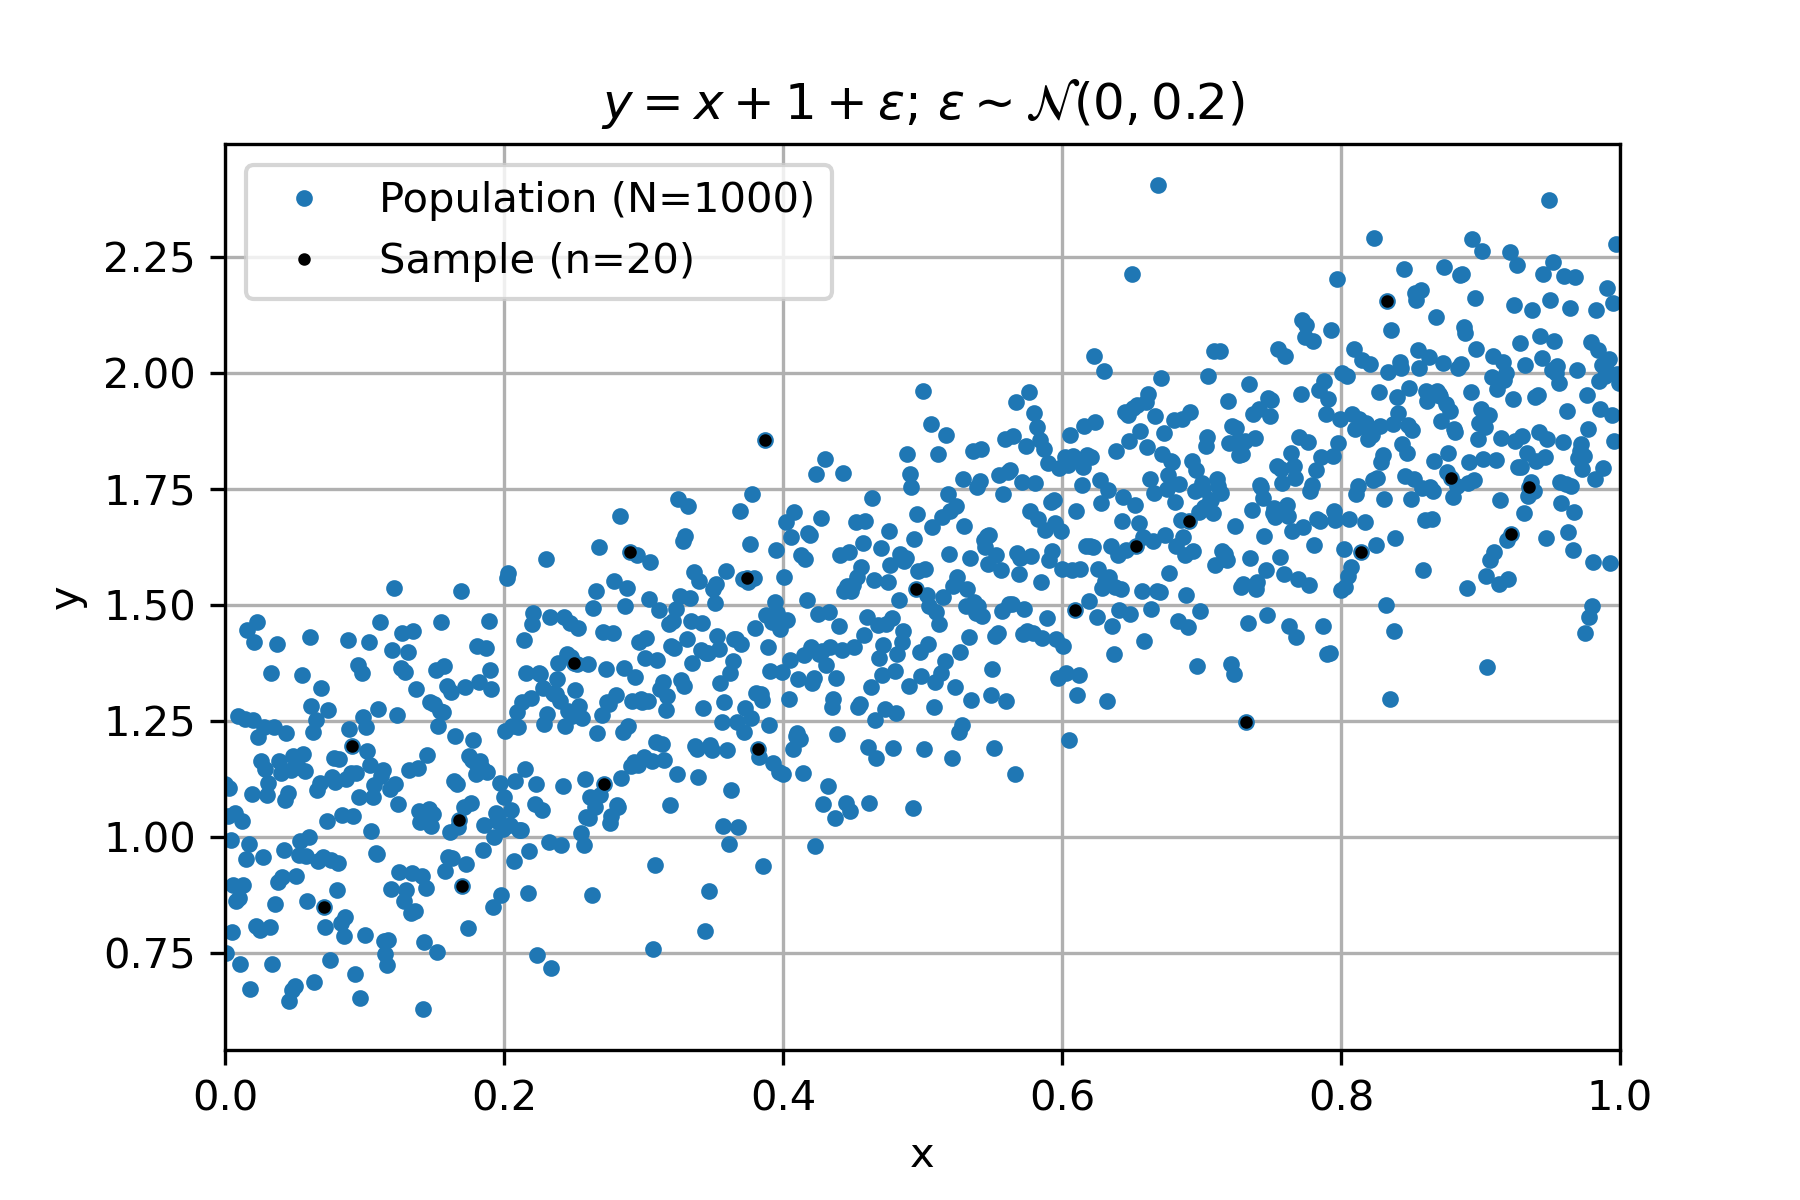 y = x + 1 + ε; ε ∼ 𝒩(0, 0.2)
Population (N=1000)
Sample (n=20)
2.25
2.00
1.75
1.50
1.25
1.00
0.75
y
0.0 0.2 0.4 0.6 0.8 1.0
x